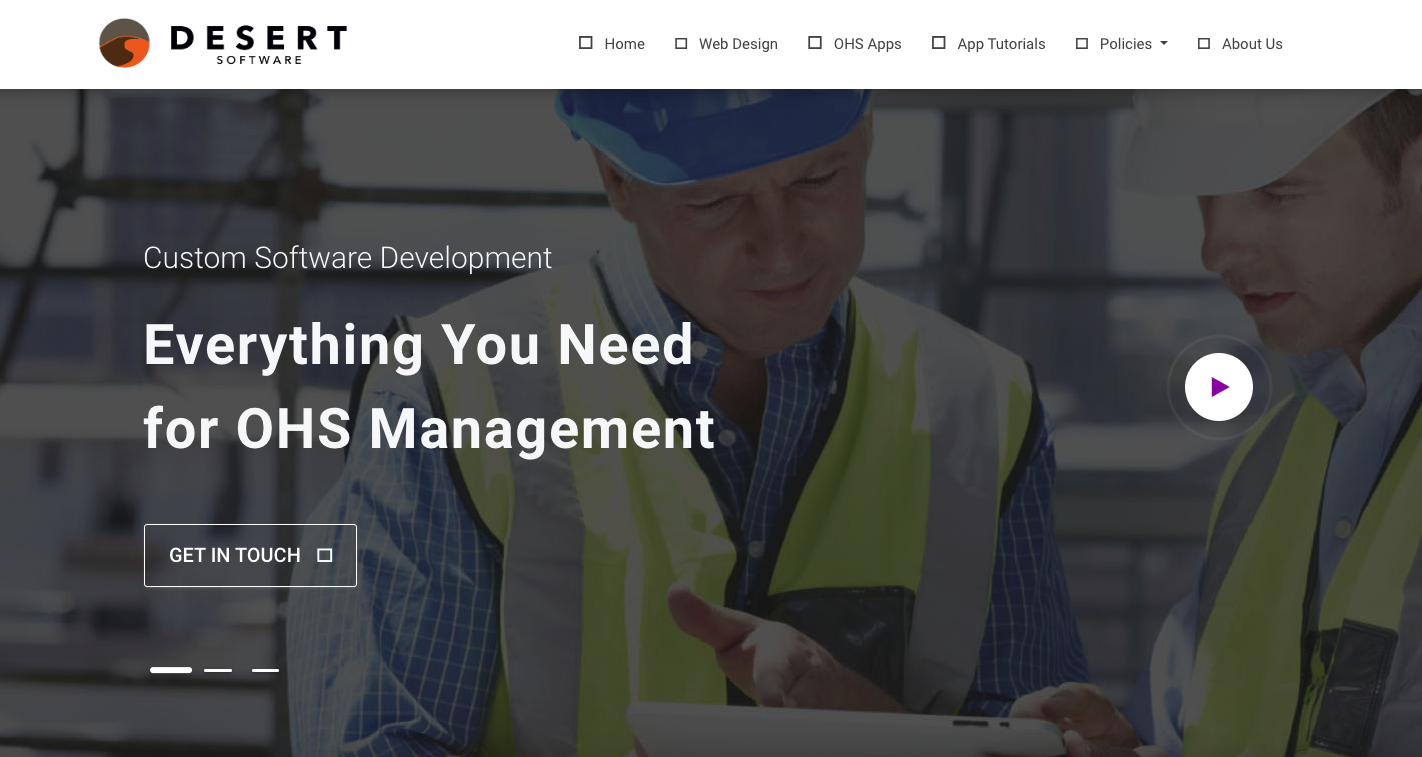 DESERT
SOFTWARE
Home
Web Design
OHS Apps
App Tutorials
Policies
About Us
Custom Software Development
Everything You Need
for OHS Management
GET IN TOUCH